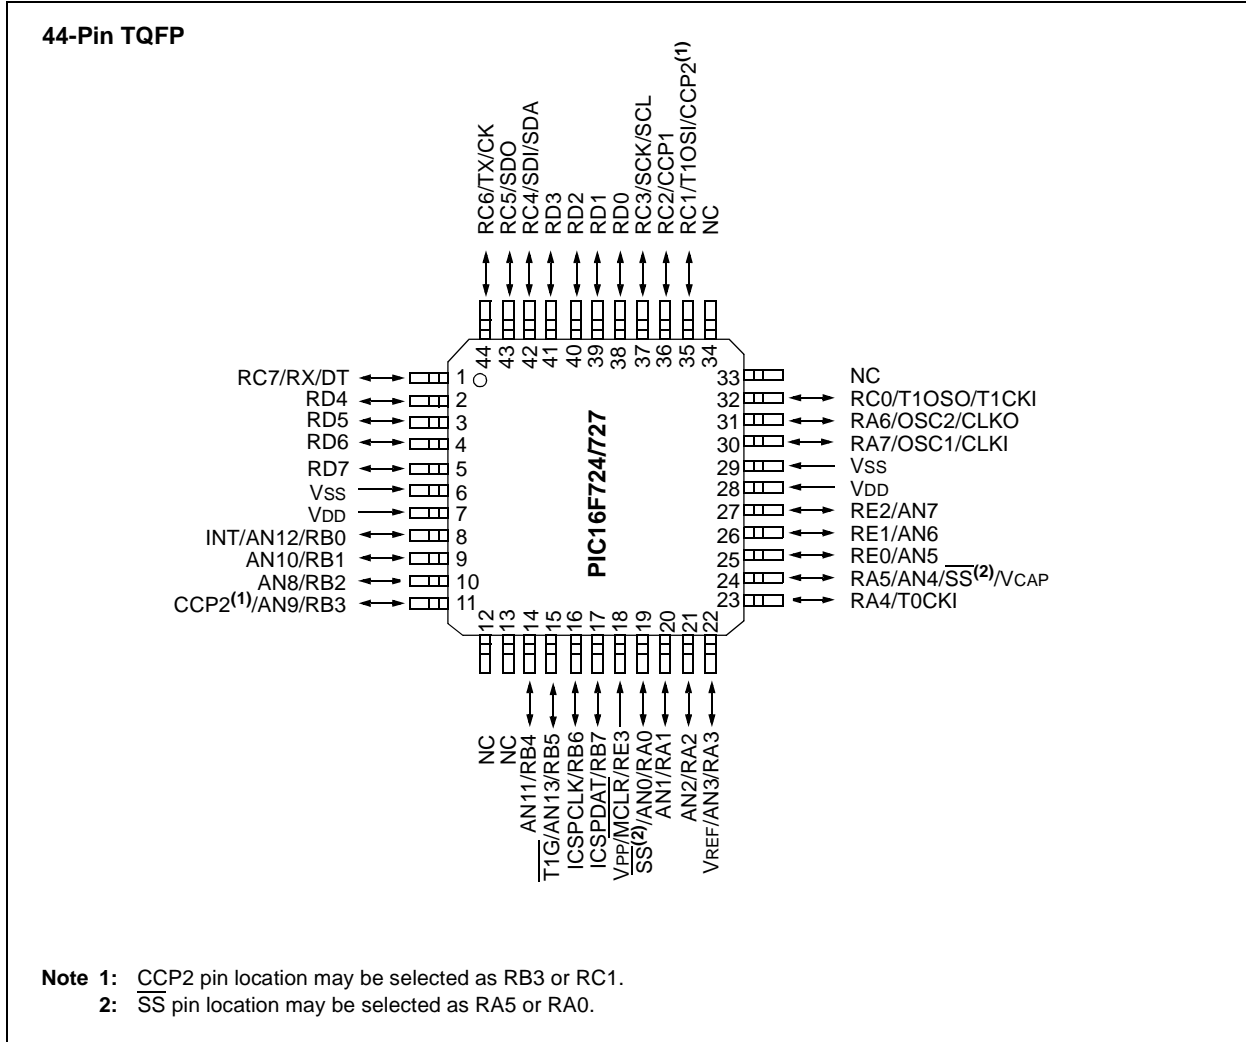 44-Pin TQFP
RC6/TX/CK
RC5/SDO
RC4/SDI/SDA
RD3
RD2
RD1
RD0
RC3/SCK/SCL
RC2/CCP1
RC1/T1OSI/CCP2(1)
NC
44
43
42
41
40
39
38
37
36
35
34
RC7/RX/DT
RD4
RD5
RD6
RD7
VSS
VDD
INT/AN12/RB0
AN10/RB1
AN8/RB2
CCP2(1)/AN9/RB3
1
2
3
4
5
6
7
8
9
10
11
PIC16F724/727
33
32
31
30
29
28
27
26
25
24
23
NC
RC0/T1OSO/T1CKI
RA6/OSC2/CLKO
RA7/OSC1/CLKI
VSS
VDD
RE2/AN7
RE1/AN6
RE0/AN5
RA5/AN4/SS(2)/VCAP
RA4/T0CKI
12
13
14
15
16
17
18
19
20
21
22
NC
NC
AN11/RB4
T1G/AN13/RB5
ICSPCLK/RB6
ICSPDAT/RB7
VPP/MCLR/RE3
SS(2)/AN0/RA0
AN1/RA1
AN2/RA2
VREF/AN3/RA3
Note 1: CCP2 pin location may be selected as RB3 or RC1.
2: SS pin location may be selected as RA5 or RA0.